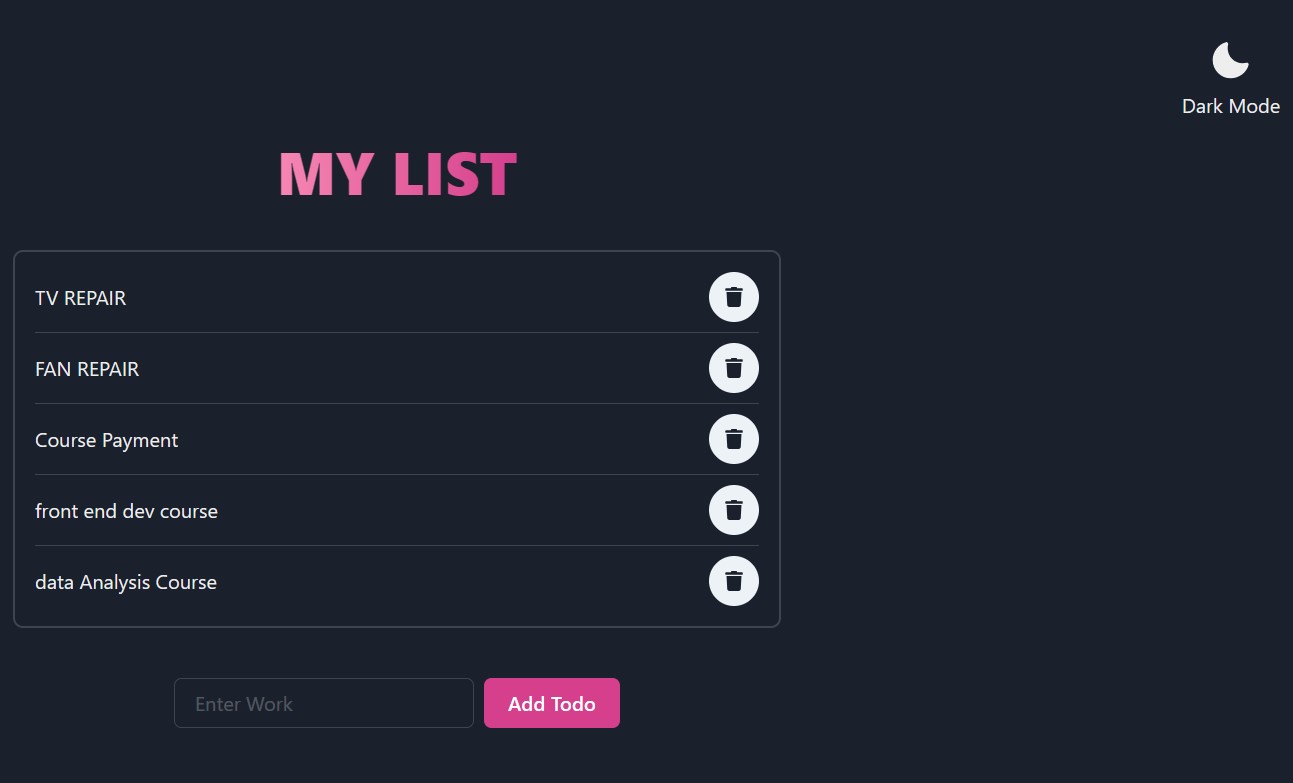 Dark Mode
MY LIST
TV REPAIR
FAN REPAIR
Course Payment
front end dev course
data Analysis Course
Enter Work
Add Todo